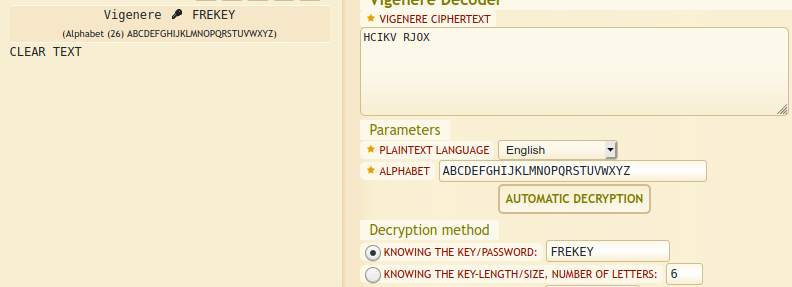 Vigenere FREKEY
(Alphabet (26) ABCDEFGHIJKLMNOPQRSTUVWXYZ)
CLEAR TEXT
Vigenere Decoder
VIGENERE CIPHERTEXT
HCIKV RJOX
Parameters
PLAINTEXT LANGUAGE English
ALPHABET ABCDEFGHIJKLMNOPQRSTUVWXYZ
AUTOMATIC DECRYPTION
Decryption method
KNOWING THE KEY/PASSWORD: FREKEY
KNOWING THE KEY-LENGTH/SIZE, NUMBER OF LETTERS: 6